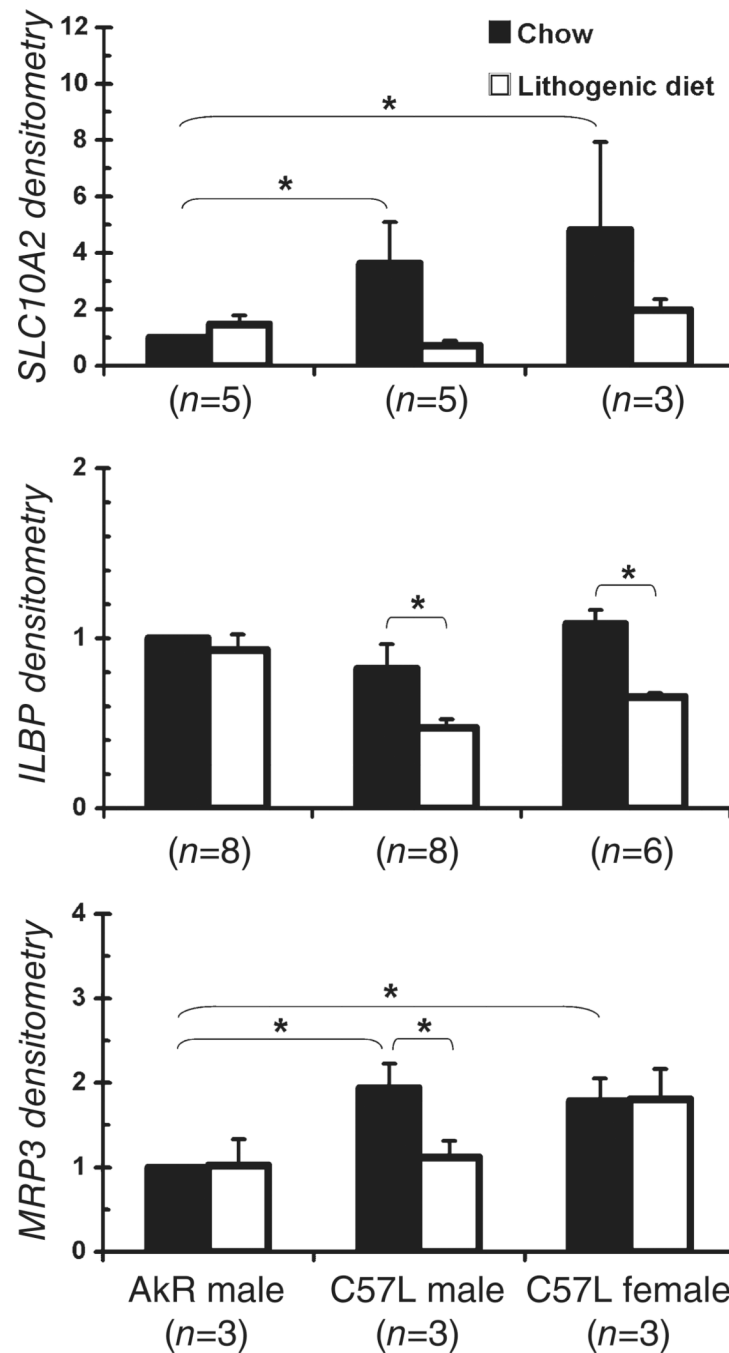 Chow
Lithogenic diet
SLC10A2 densitometry
12
10
8
6
4
2
0
*
*
(n=5)
(n=5)
(n=3)
ILBP densitometry
2
1
0
*
*
(n=8)
(n=8)
(n=6)
MRP3 densitometry
4
3
2
1
0
*
*
*
AkR male
C57L male
C57L female
(n=3)
(n=3)
(n=3)